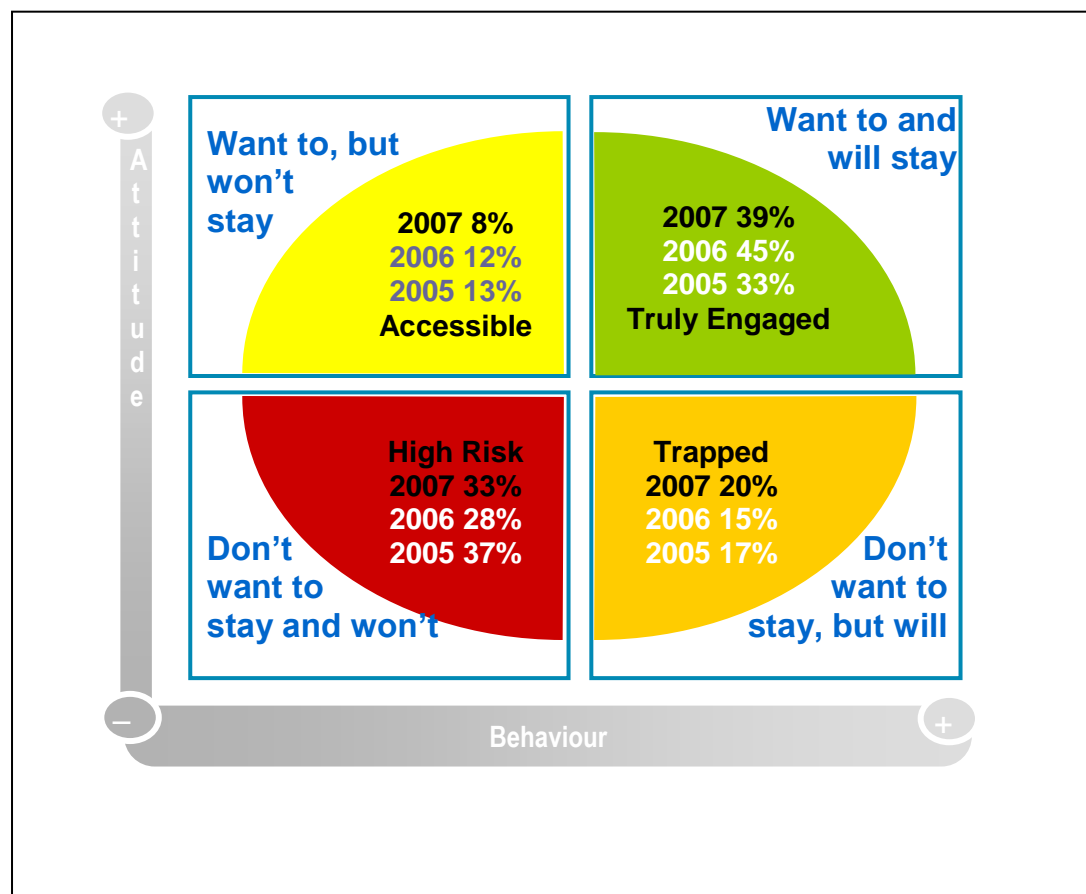 +
Attitude
Want to, but
won't
stay
2007 8%
2006 12%
2005 13%
Accessible
Want to and
will stay
2007 39%
2006 45%
2005 33%
Truly Engaged
High Risk
2007 33%
2006 28%
2005 37%
Don't
want to
stay and won't
Trapped
2007 20%
2006 15%
2005 17%
Don't
want to
stay, but will
–
Behaviour
+